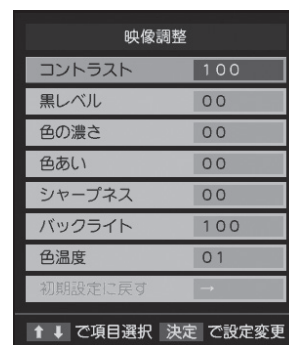 映像調整
コントラスト 100
黒レベル 00
色の濃さ 00
色あい 00
シャープネス 00
バックライト 100
色温度 01
初期設定に戻す →
⬆⬇ で項目選択 決定 で設定変更